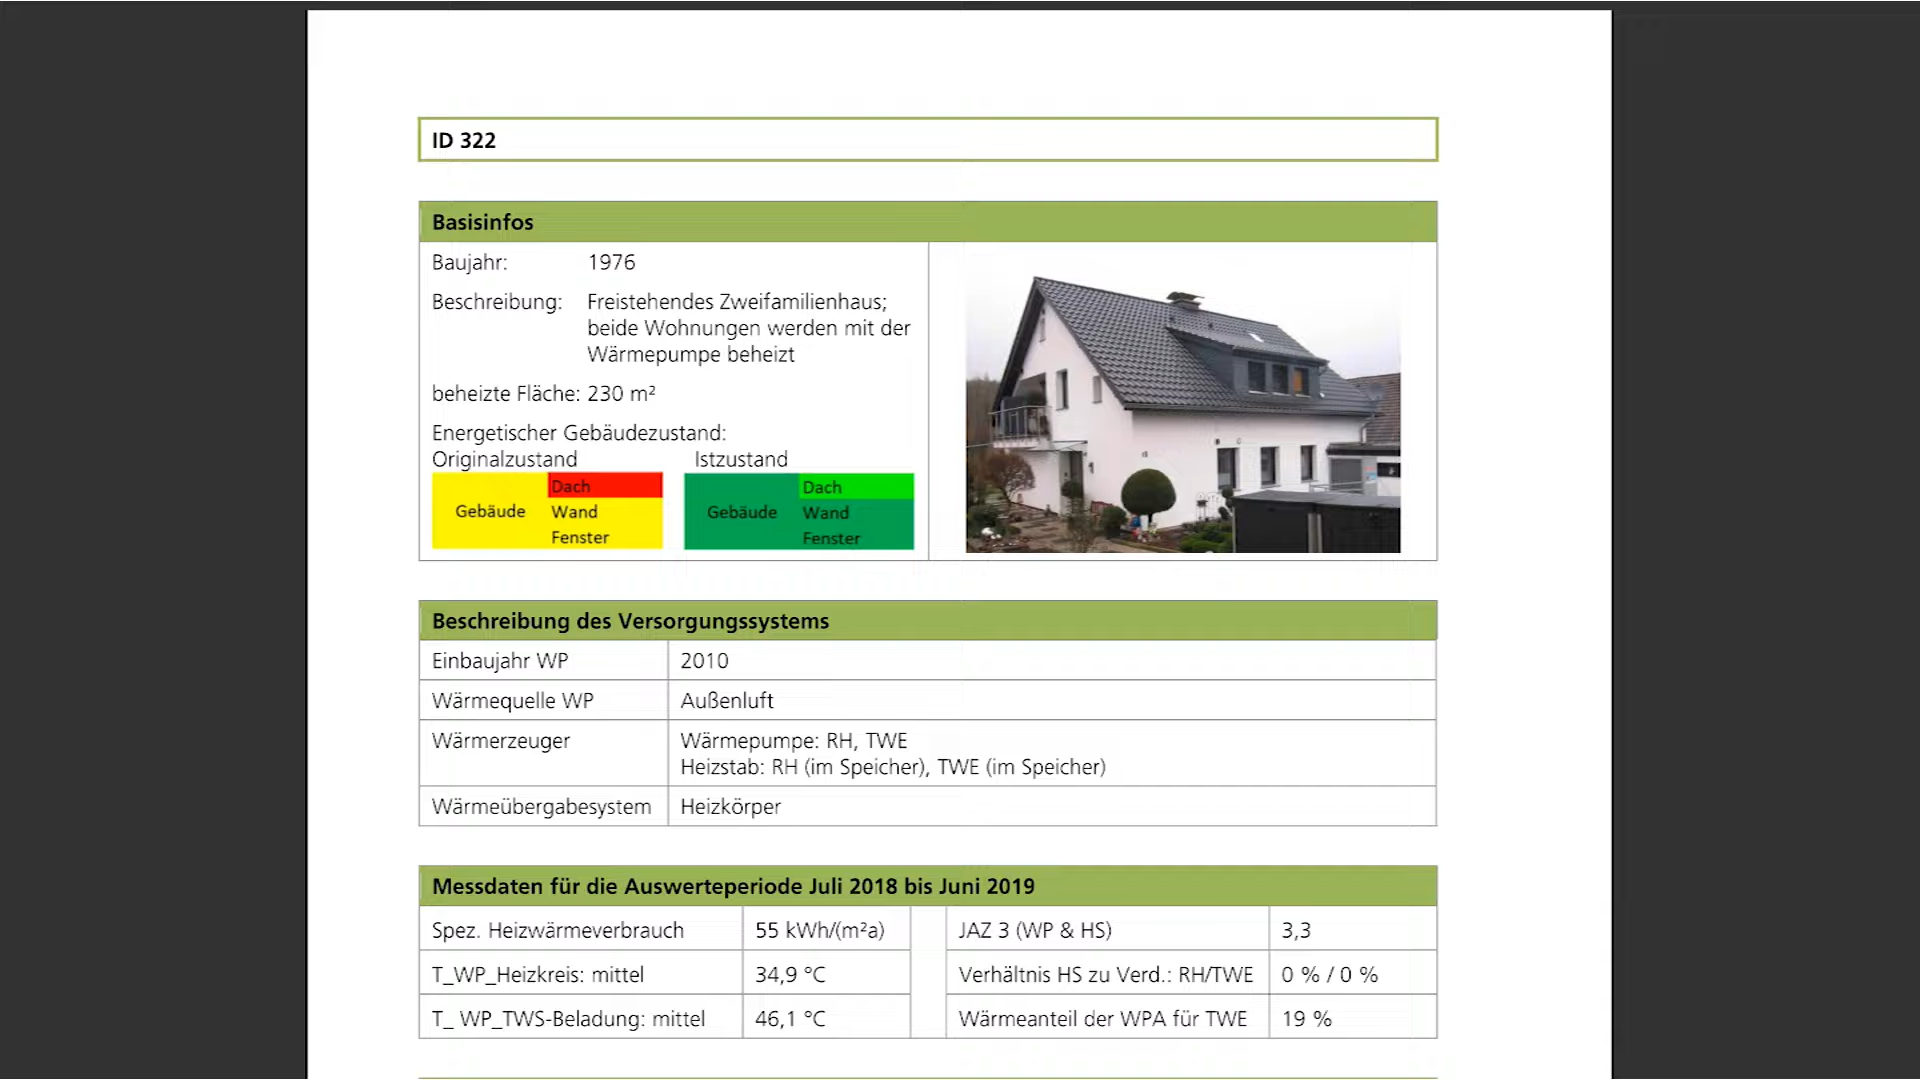 ID 322
Basisinfos
Baujahr: 1976
Beschreibung: Freistehendes Zweifamilienhaus;
beide Wohnungen werden mit der
Wärmepumpe beheizt
beheizte Fläche: 230 m²
Energetischer Gebäudezustand:
Originalzustand Istzustand
Dach Dach
Gebäude Wand Gebäude Wand
Fenster Fenster
Beschreibung des Versorgungssystems
Einbaujahr WP 2010
Wärmequelle WP Außenluft
Wärmerzeuger Wärmepumpe: RH, TWE
Heizstab: RH (im Speicher), TWE (im Speicher)
Wärmeübergabesystem Heizkörper
Messdaten für die Auswerteperiode Juli 2018 bis Juni 2019
Spez. Heizwärmeverbrauch 55 kWh/(m²a) JAZ 3 (WP & HS) 3,3
T_WP_Heizkreis: mittel 34,9 °C Verhältnis HS zu Verd.: RH/TWE 0 % / 0 %
T_ WP_TWS-Beladung: mittel 46,1 °C Wärmeanteil der WPA für TWE 19 %